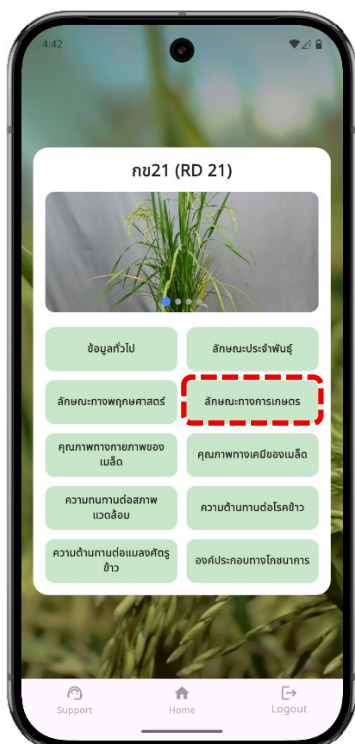 4:42
กข21 (RD 21)
ข้อมูลทั่วไป
ลักษณะประจำพันธุ์
ลักษณะทางพฤกษศาสตร์
ลักษณะทางการเกษตร
คุณภาพทางกายภาพของ
เมล็ด
คุณภาพทางเคมีของเมล็ด
ความทนทานต่อสภาพ
แวดล้อม
ความต้านทานต่อโรคข้าว
ความต้านทานต่อแมลงศัตรู
ข้าว
องค์ประกอบทางโภชนาการ
Support
Home
Logout